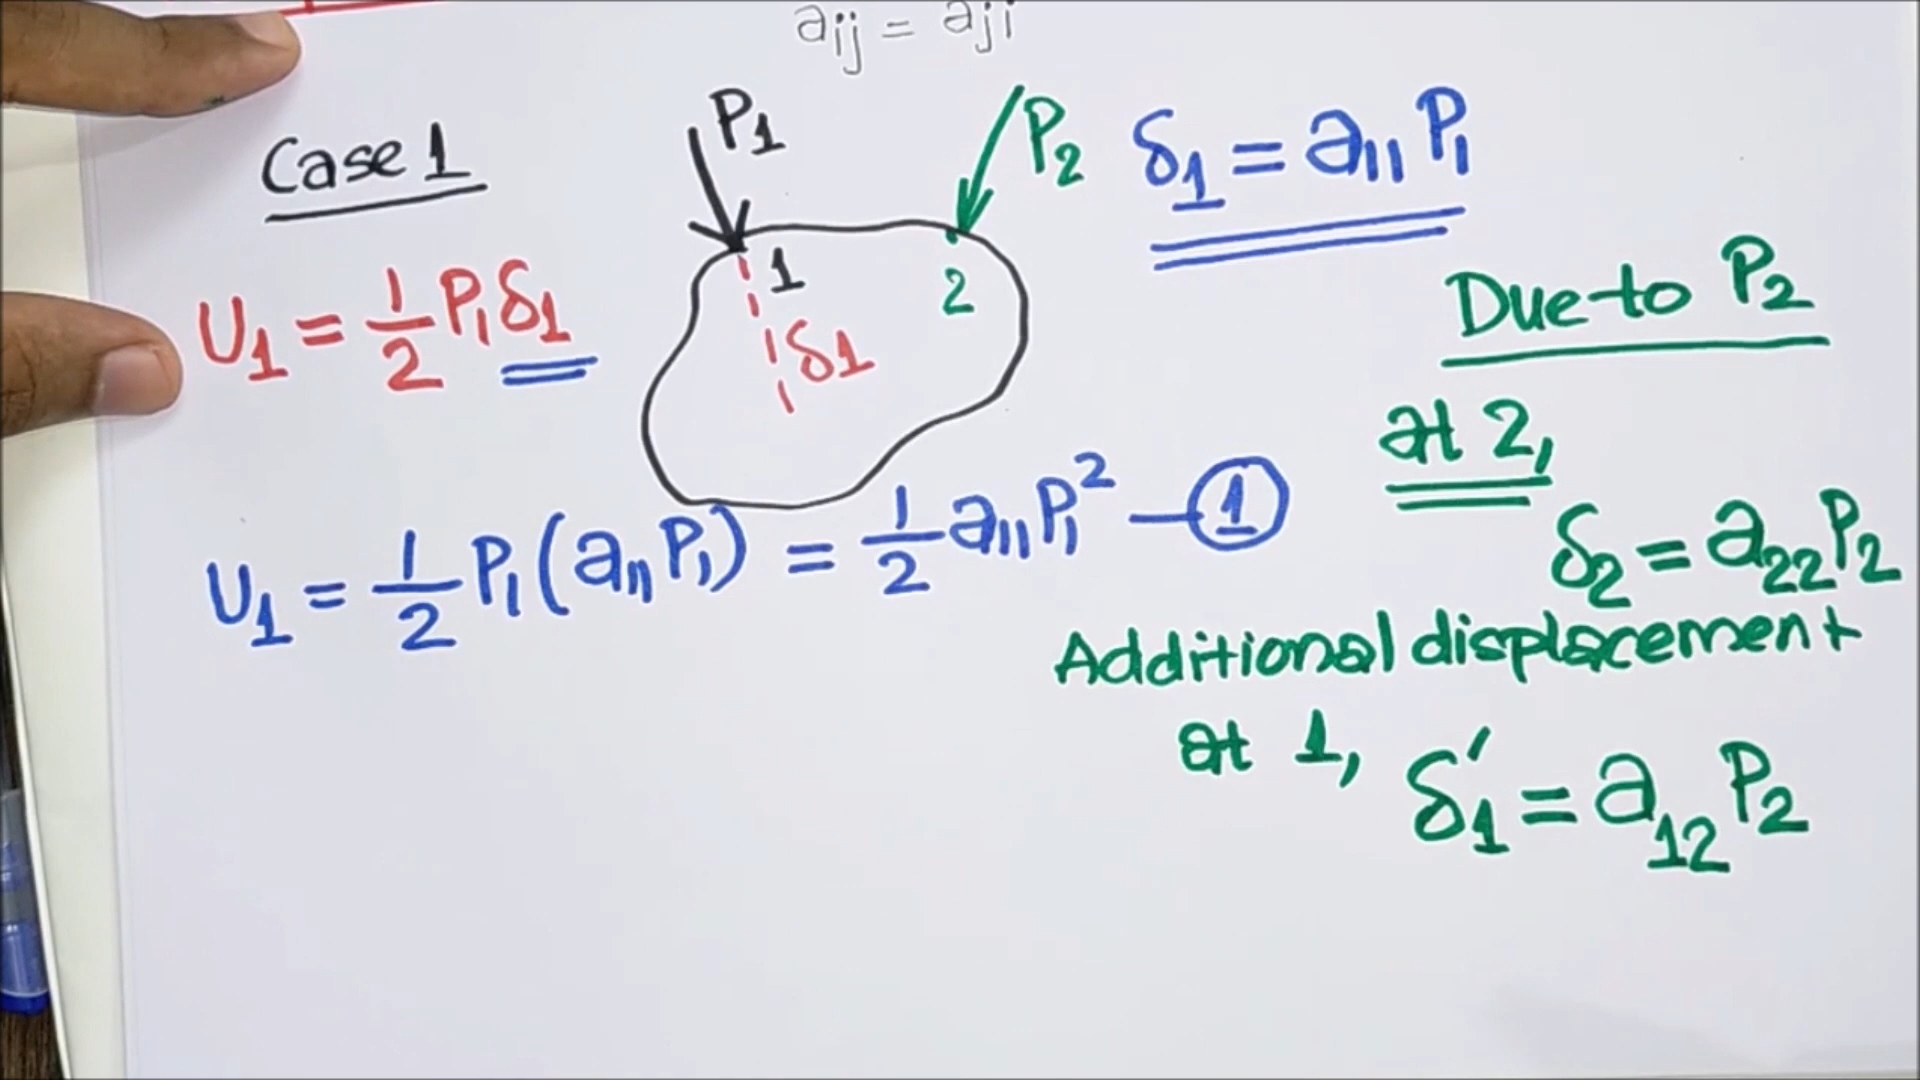 aij = aji
Case 1
P1
P2
δ1 = a11 P1
1
2
δ1
U1 = 1/2 P1 δ1
Due to P2
at 2,
U1 = 1/2 P1 (a11 P1) = 1/2 a11 P1² — ①
δ2 = a22 P2
Additional displacement
at 1, δ1' = a12 P2